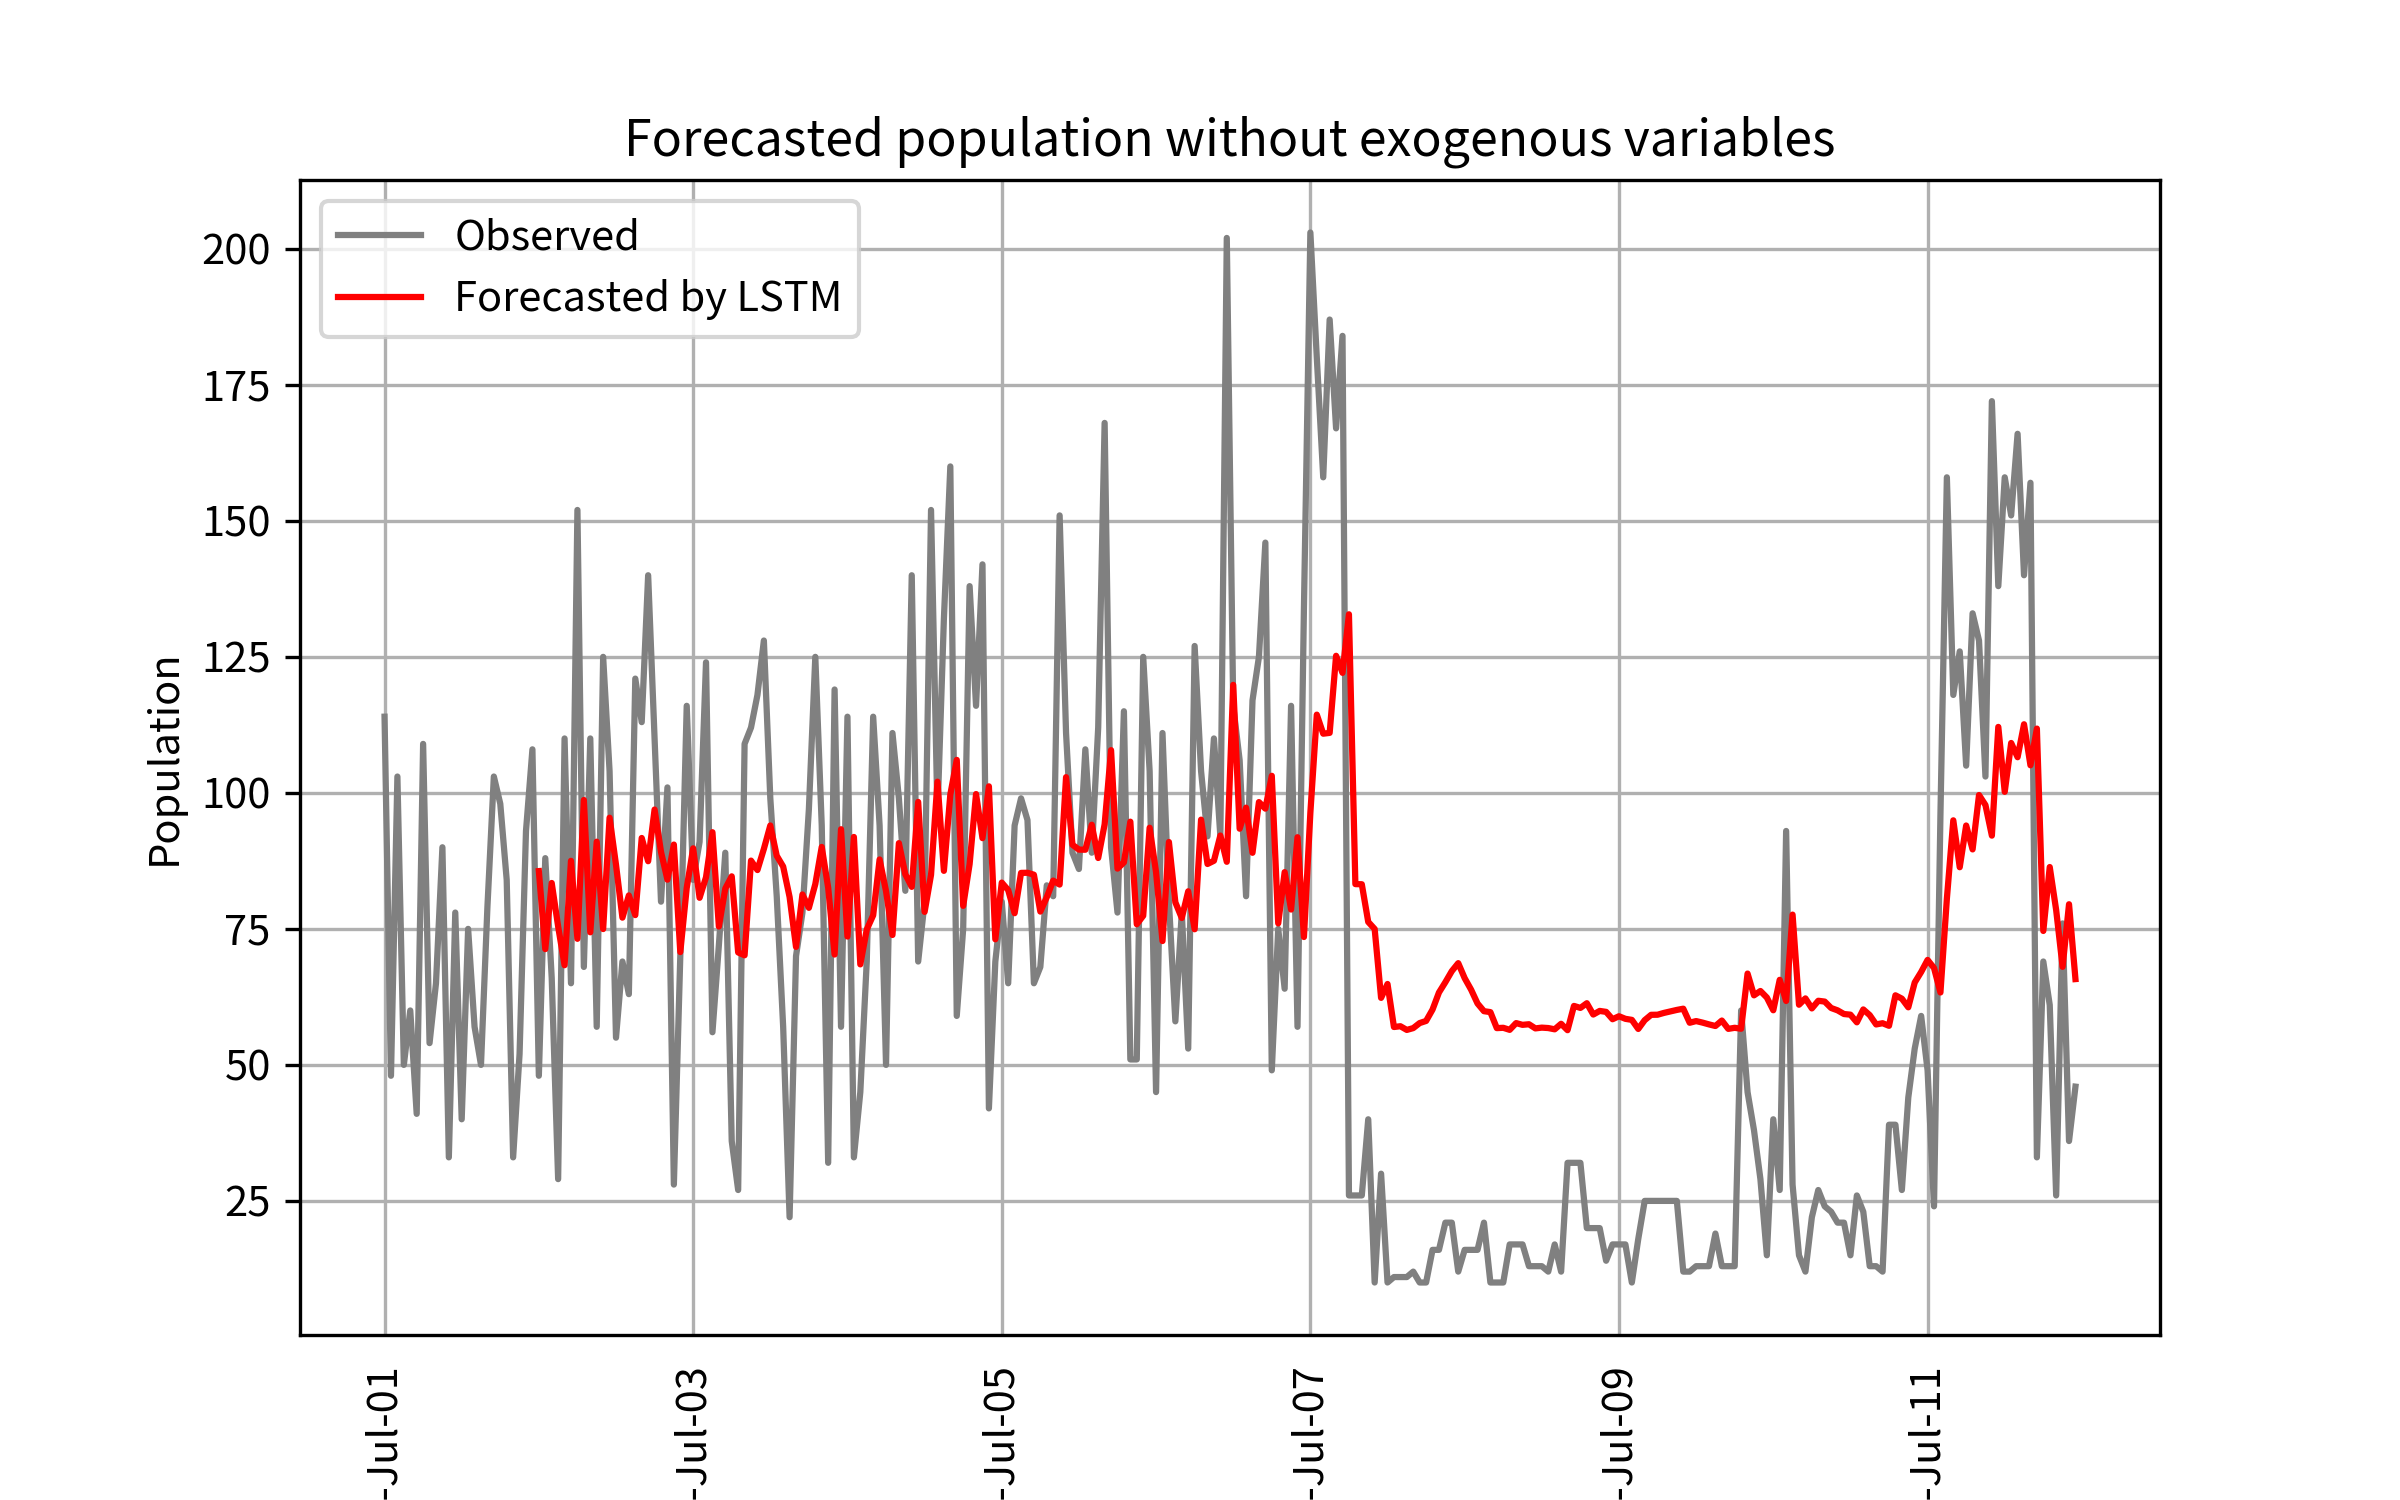 Forecasted population without exogenous variables
Observed
Forecasted by LSTM
200
175
150
125
100
75
50
25
Population
-Jul-01
-Jul-03
-Jul-05
-Jul-07
-Jul-09
-Jul-11